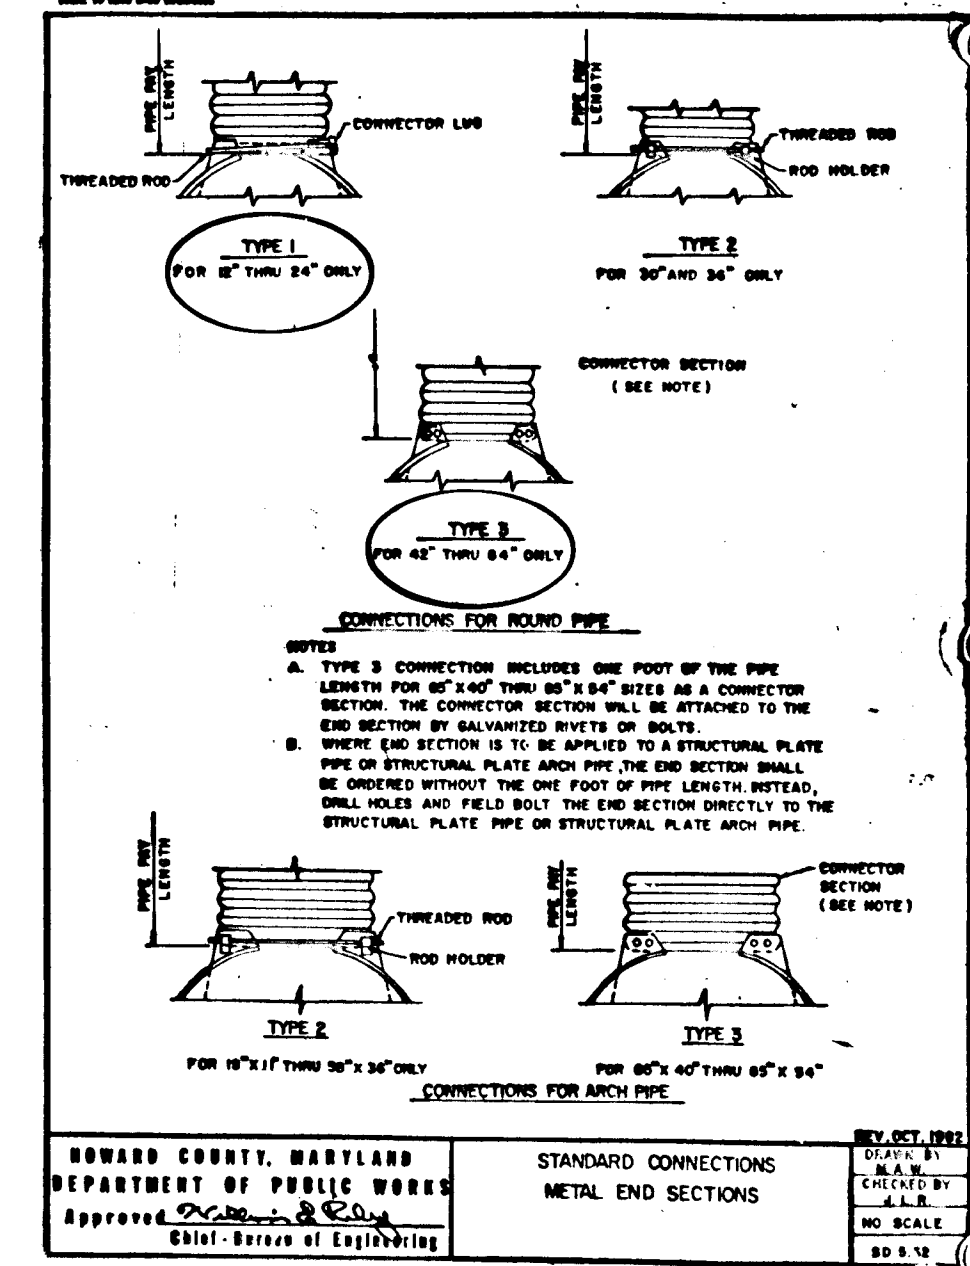 PIPE PAY
LENGTH
CONNECTOR LUG
THREADED ROD
TYPE 1
FOR 12" THRU 24" ONLY
PIPE PAY
LENGTH
THREADED ROD
ROD HOLDER
TYPE 2
FOR 30" AND 36" ONLY
CONNECTOR SECTION
(SEE NOTE)
TYPE 3
FOR 42" THRU 84" ONLY
CONNECTIONS FOR ROUND PIPE
NOTES
A. TYPE 3 CONNECTION INCLUDES ONE FOOT OF THE PIPE
LENGTH FOR 65" X 40" THRU 85" X 54" SIZES AS A CONNECTOR
SECTION. THE CONNECTOR SECTION WILL BE ATTACHED TO THE
END SECTION BY GALVANIZED RIVETS OR BOLTS.
B. WHERE END SECTION IS TO BE APPLIED TO A STRUCTURAL PLATE
PIPE OR STRUCTURAL PLATE ARCH PIPE, THE END SECTION SHALL
BE ORDERED WITHOUT THE ONE FOOT OF PIPE LENGTH. INSTEAD,
DRILL HOLES AND FIELD BOLT THE END SECTION DIRECTLY TO THE
STRUCTURAL PLATE PIPE OR STRUCTURAL PLATE ARCH PIPE.
PIPE PAY
LENGTH
THREADED ROD
ROD HOLDER
TYPE 2
FOR 18" X 11" THRU 58" X 36" ONLY
PIPE PAY
LENGTH
CONNECTOR
SECTION
(SEE NOTE)
TYPE 3
FOR 65" X 40" THRU 85" X 54"
CONNECTIONS FOR ARCH PIPE
HOWARD COUNTY, MARYLAND
DEPARTMENT OF PUBLIC WORKS
Approved William E Riley
Chief - Bureau of Engineering
STANDARD CONNECTIONS
METAL END SECTIONS
REV. OCT. 1982
DRAWN BY
M.A.W.
CHECKED BY
J.L.R.
NO SCALE
SD 5.52